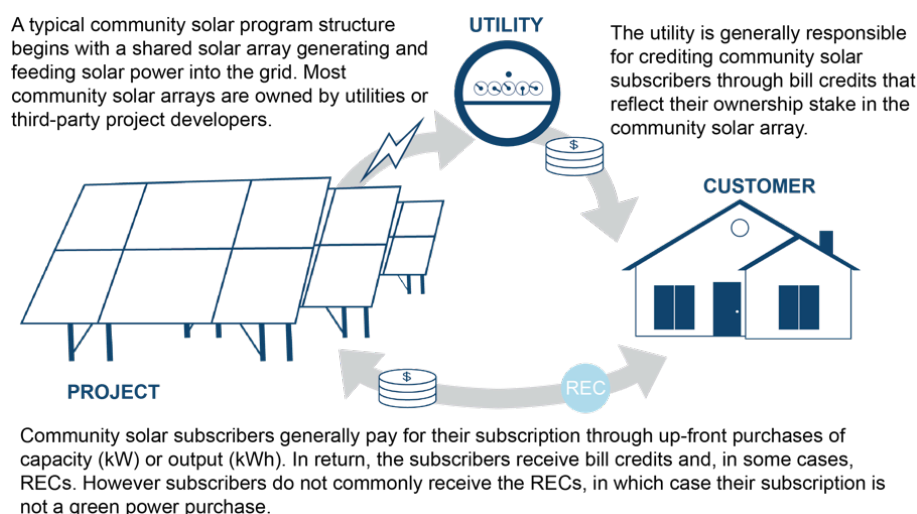 A typical community solar program structure
begins with a shared solar array generating and
feeding solar power into the grid. Most
community solar arrays are owned by utilities or
third-party project developers.
UTILITY
The utility is generally responsible
for crediting community solar
subscribers through bill credits that
reflect their ownership stake in the
community solar array.
$
CUSTOMER
PROJECT
$
REC
Community solar subscribers generally pay for their subscription through up-front purchases of
capacity (kW) or output (kWh). In return, the subscribers receive bill credits and, in some cases,
RECs. However subscribers do not commonly receive the RECs, in which case their subscription is
not a green power purchase.